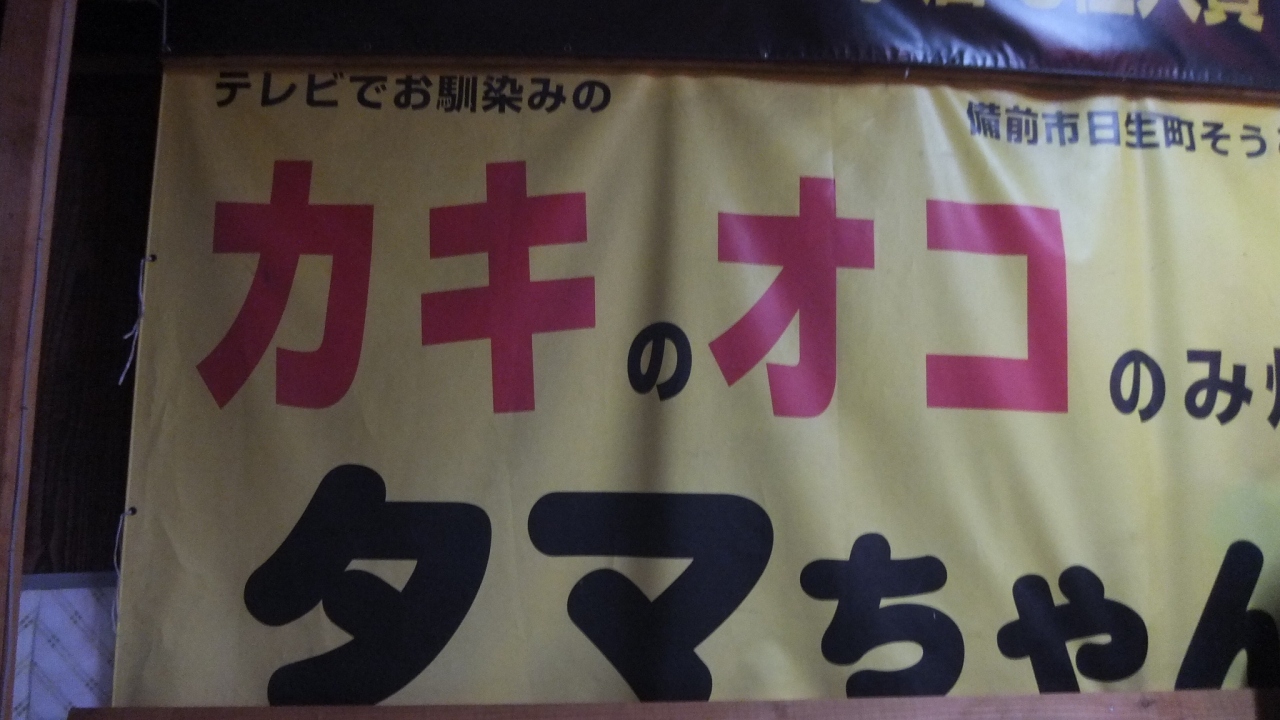 テレビでお馴染みの
備前市日生町そう
カキのオコのみ
タマちゃん